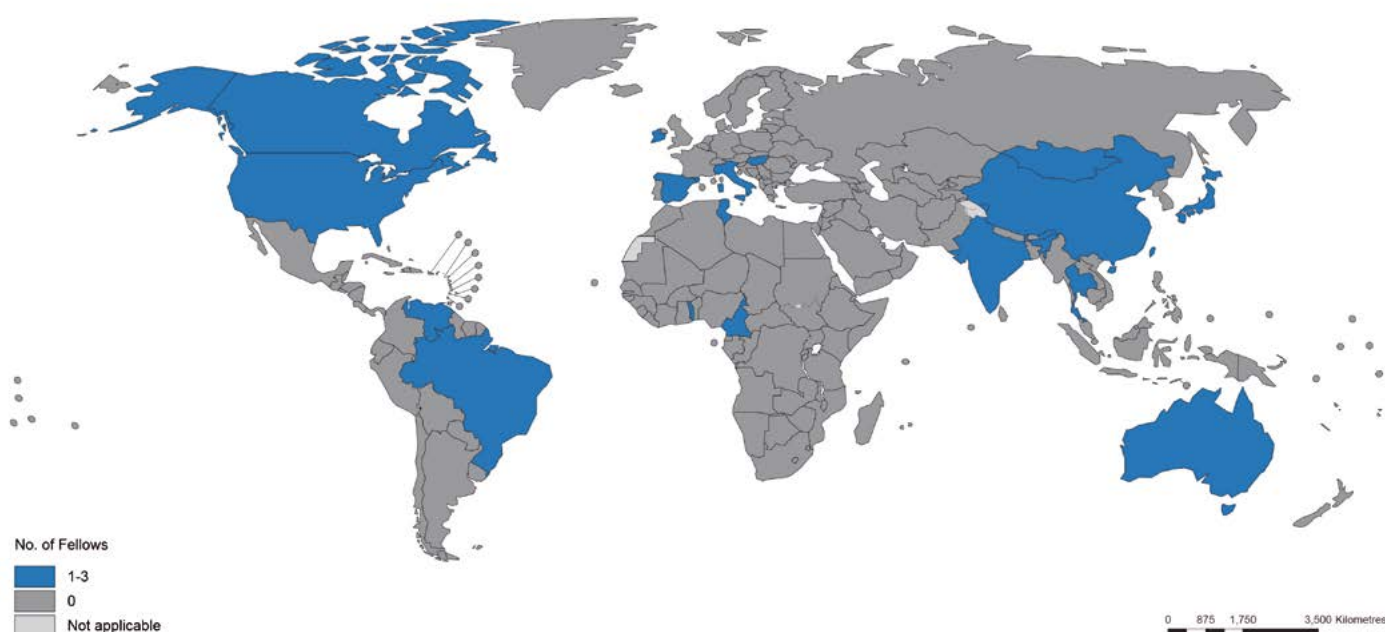 No. of Fellows
1-3
0
Not applicable
0 875 1,750 3,500 Kilometres